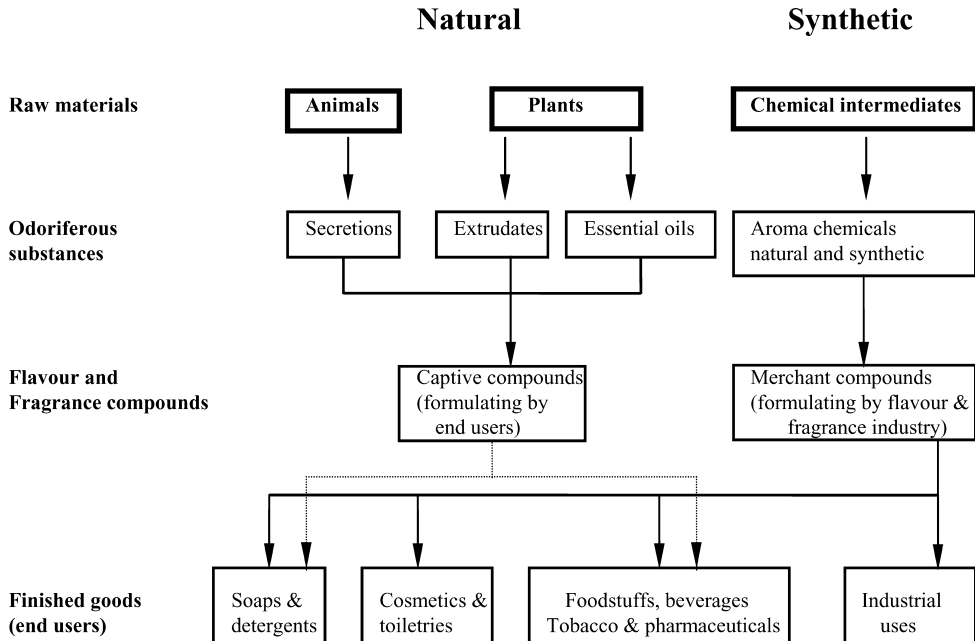 Natural
Synthetic
Raw materials
Animals
Plants
Chemical intermediates
Odoriferous
substances
Secretions
Extrudates
Essential oils
Aroma chemicals
natural and synthetic
Flavour and
Fragrance compounds
Captive compounds
(formulating by
end users)
Merchant compounds
(formulating by flavour &
fragrance industry)
Finished goods
(end users)
Soaps &
detergents
Cosmetics &
toiletries
Foodstuffs, beverages
Tobacco & pharmaceuticals
Industrial
uses